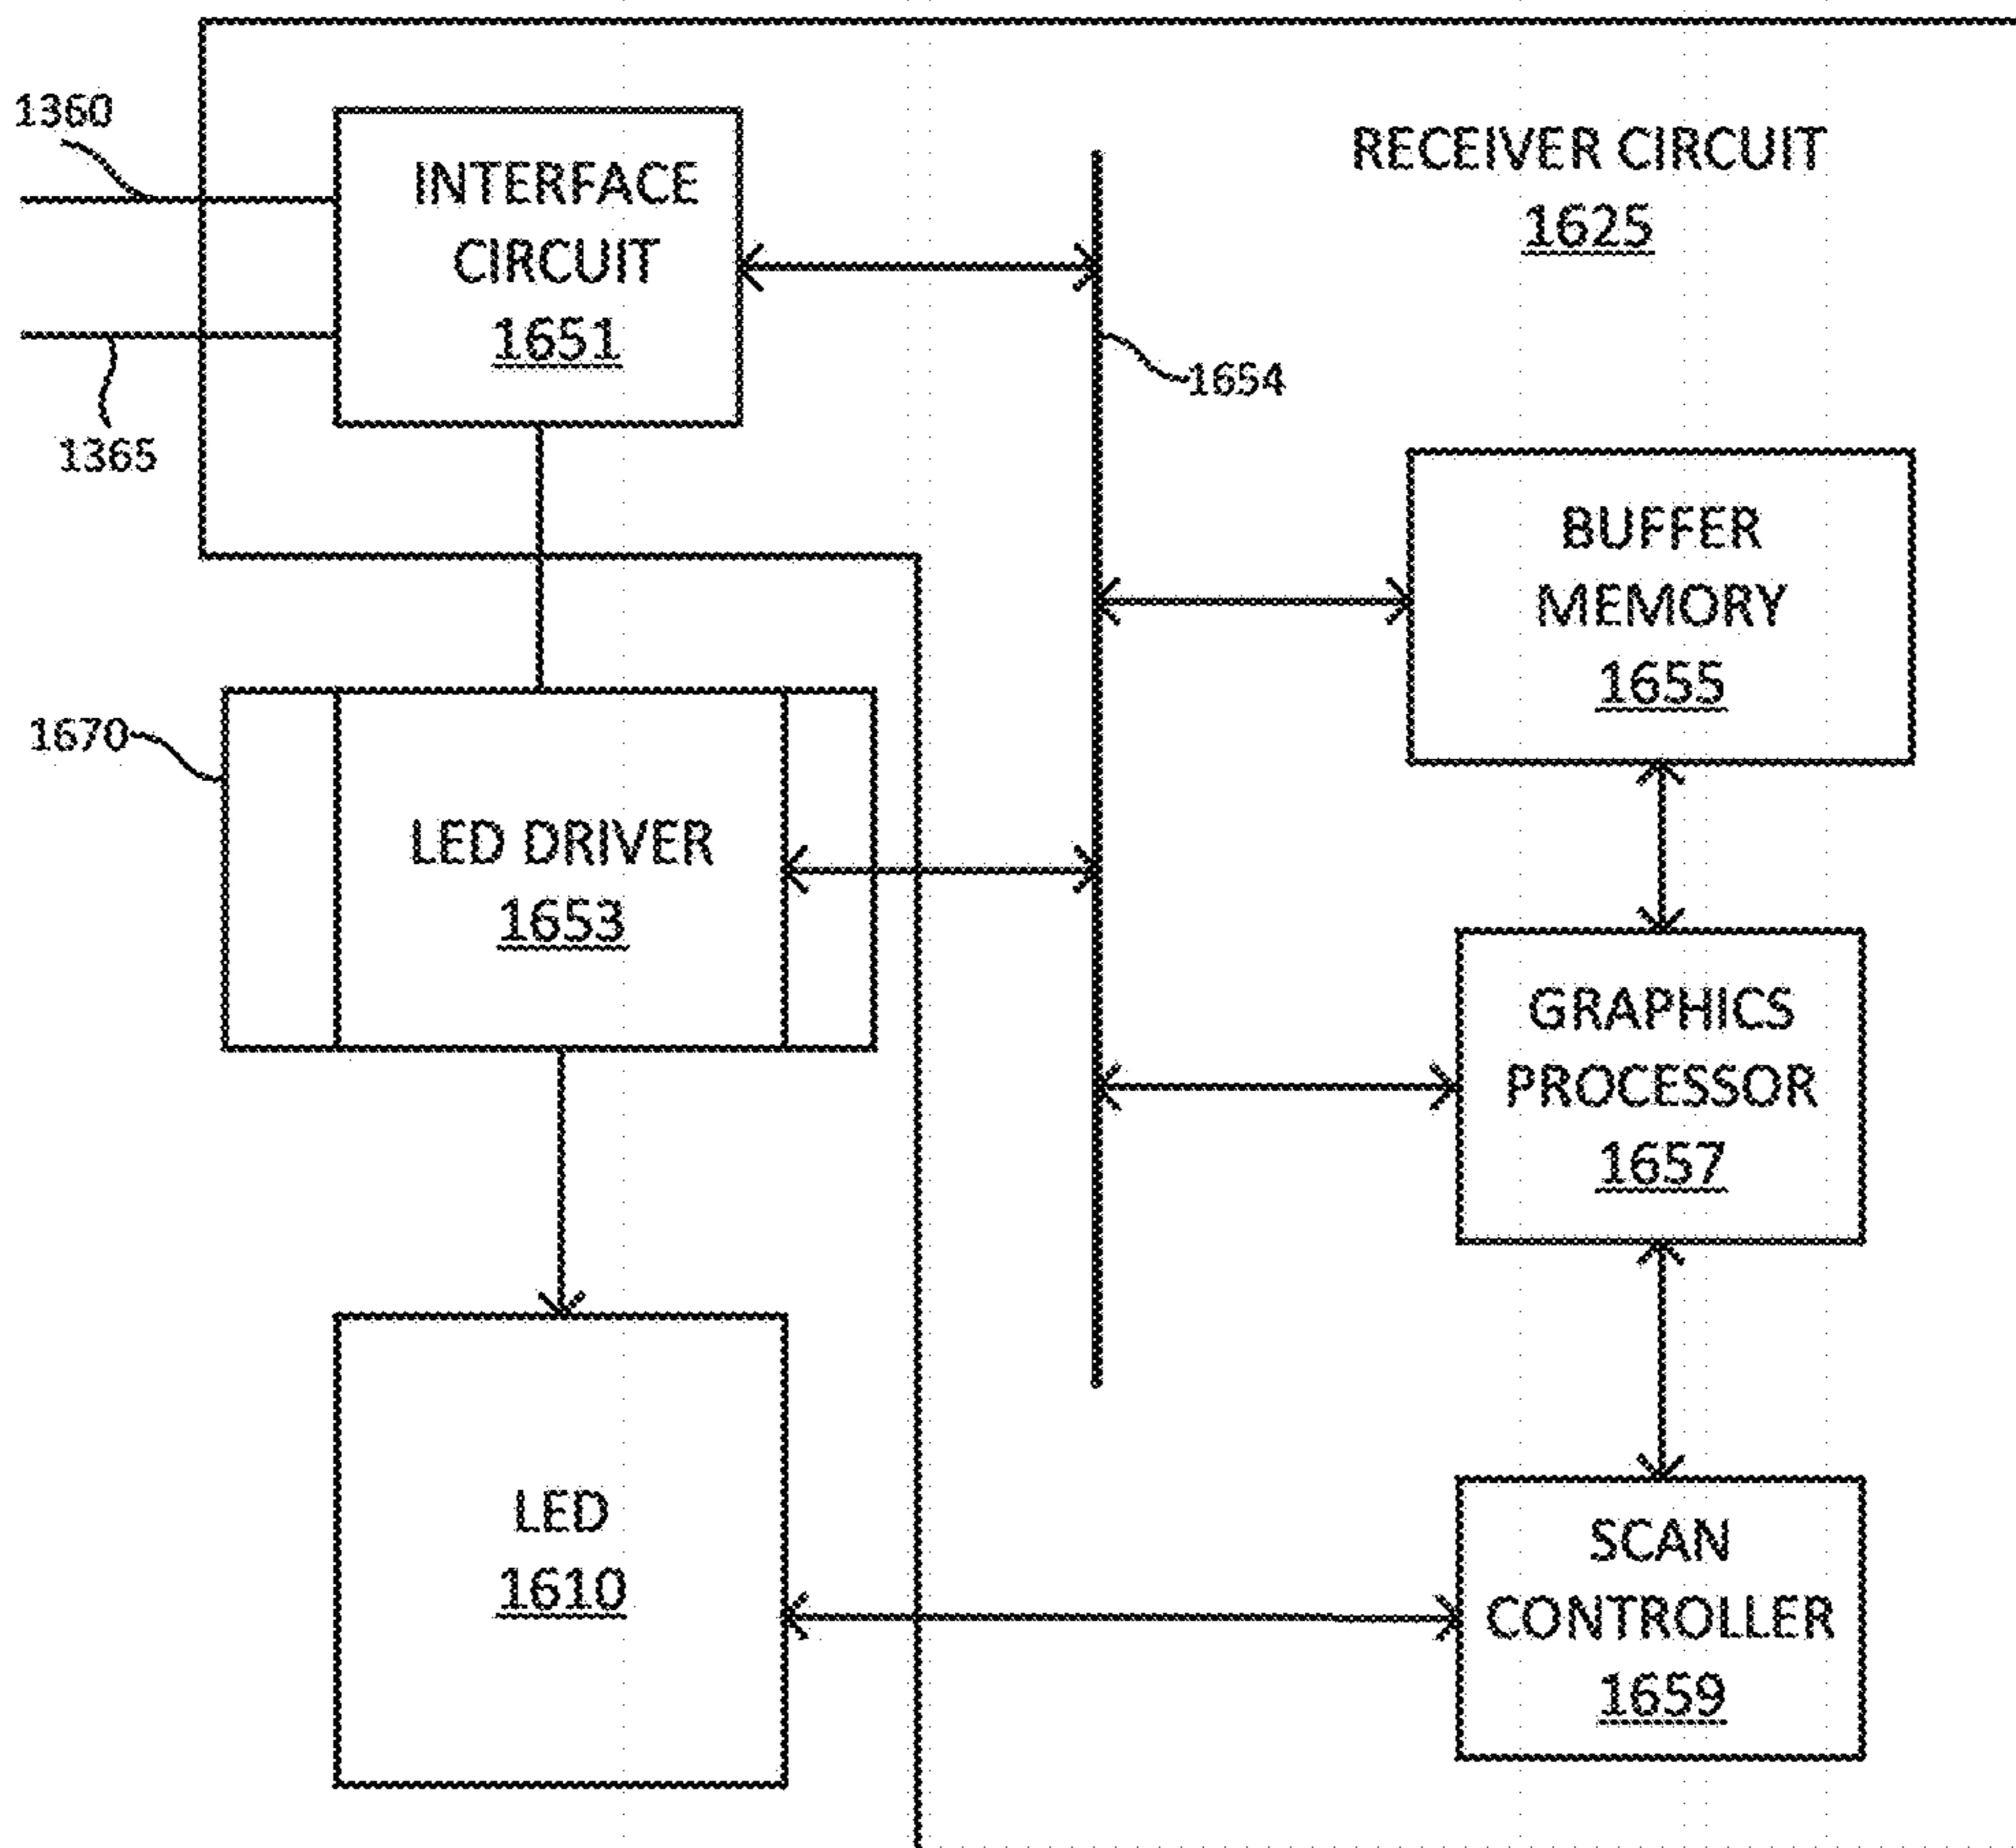 1360
INTERFACE
CIRCUIT
1651
1365
RECEIVER CIRCUIT
1625
1654
BUFFER
MEMORY
1655
1670
LED DRIVER
1653
GRAPHICS
PROCESSOR
1657
LED
1610
SCAN
CONTROLLER
1659